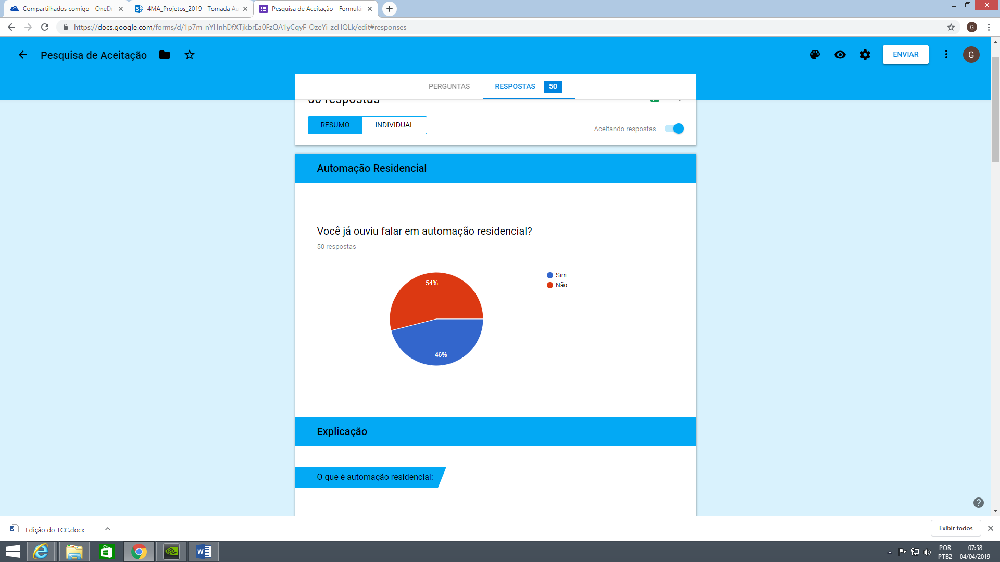 Compartilhados comigo - OneDr
4MA_Projetos_2019 - Tomada Au
Pesquisa de Aceitação - Formulá
https://docs.google.com/forms/d/1p7m-nYHnhDfXTjkbrEa0FzQA1yCqyF-OzeYi-zcHQLk/edit#responses
G
Pesquisa de Aceitação
ENVIAR
G
PERGUNTAS
RESPOSTAS
50
50 respostas
RESUMO
INDIVIDUAL
Aceitando respostas
Automação Residencial
Você já ouviu falar em automação residencial?
50 respostas
Sim
Não
54%
46%
Explicação
O que é automação residencial:
Edição do TCC.docx
Exibir todos
POR
PTB2
07:58
04/04/2019